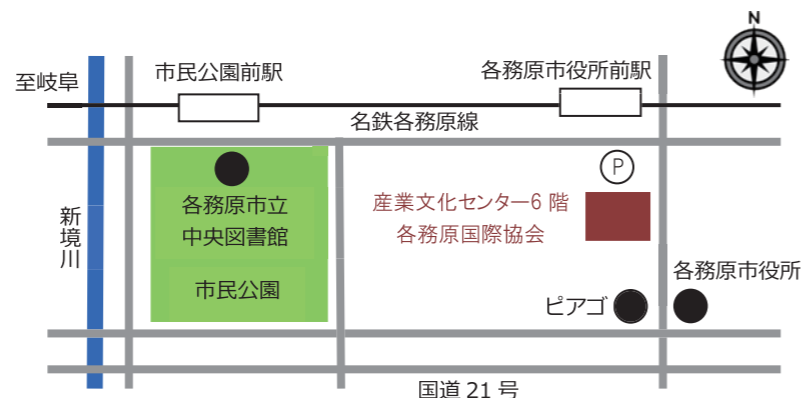 N
市民公園前駅
各務原市役所前駅
至岐阜
名鉄各務原線
P
各務原市立
中央図書館
産業文化センター6 階
各務原国際協会
新境川
市民公園
各務原市役所
ピアゴ
国道 21 号